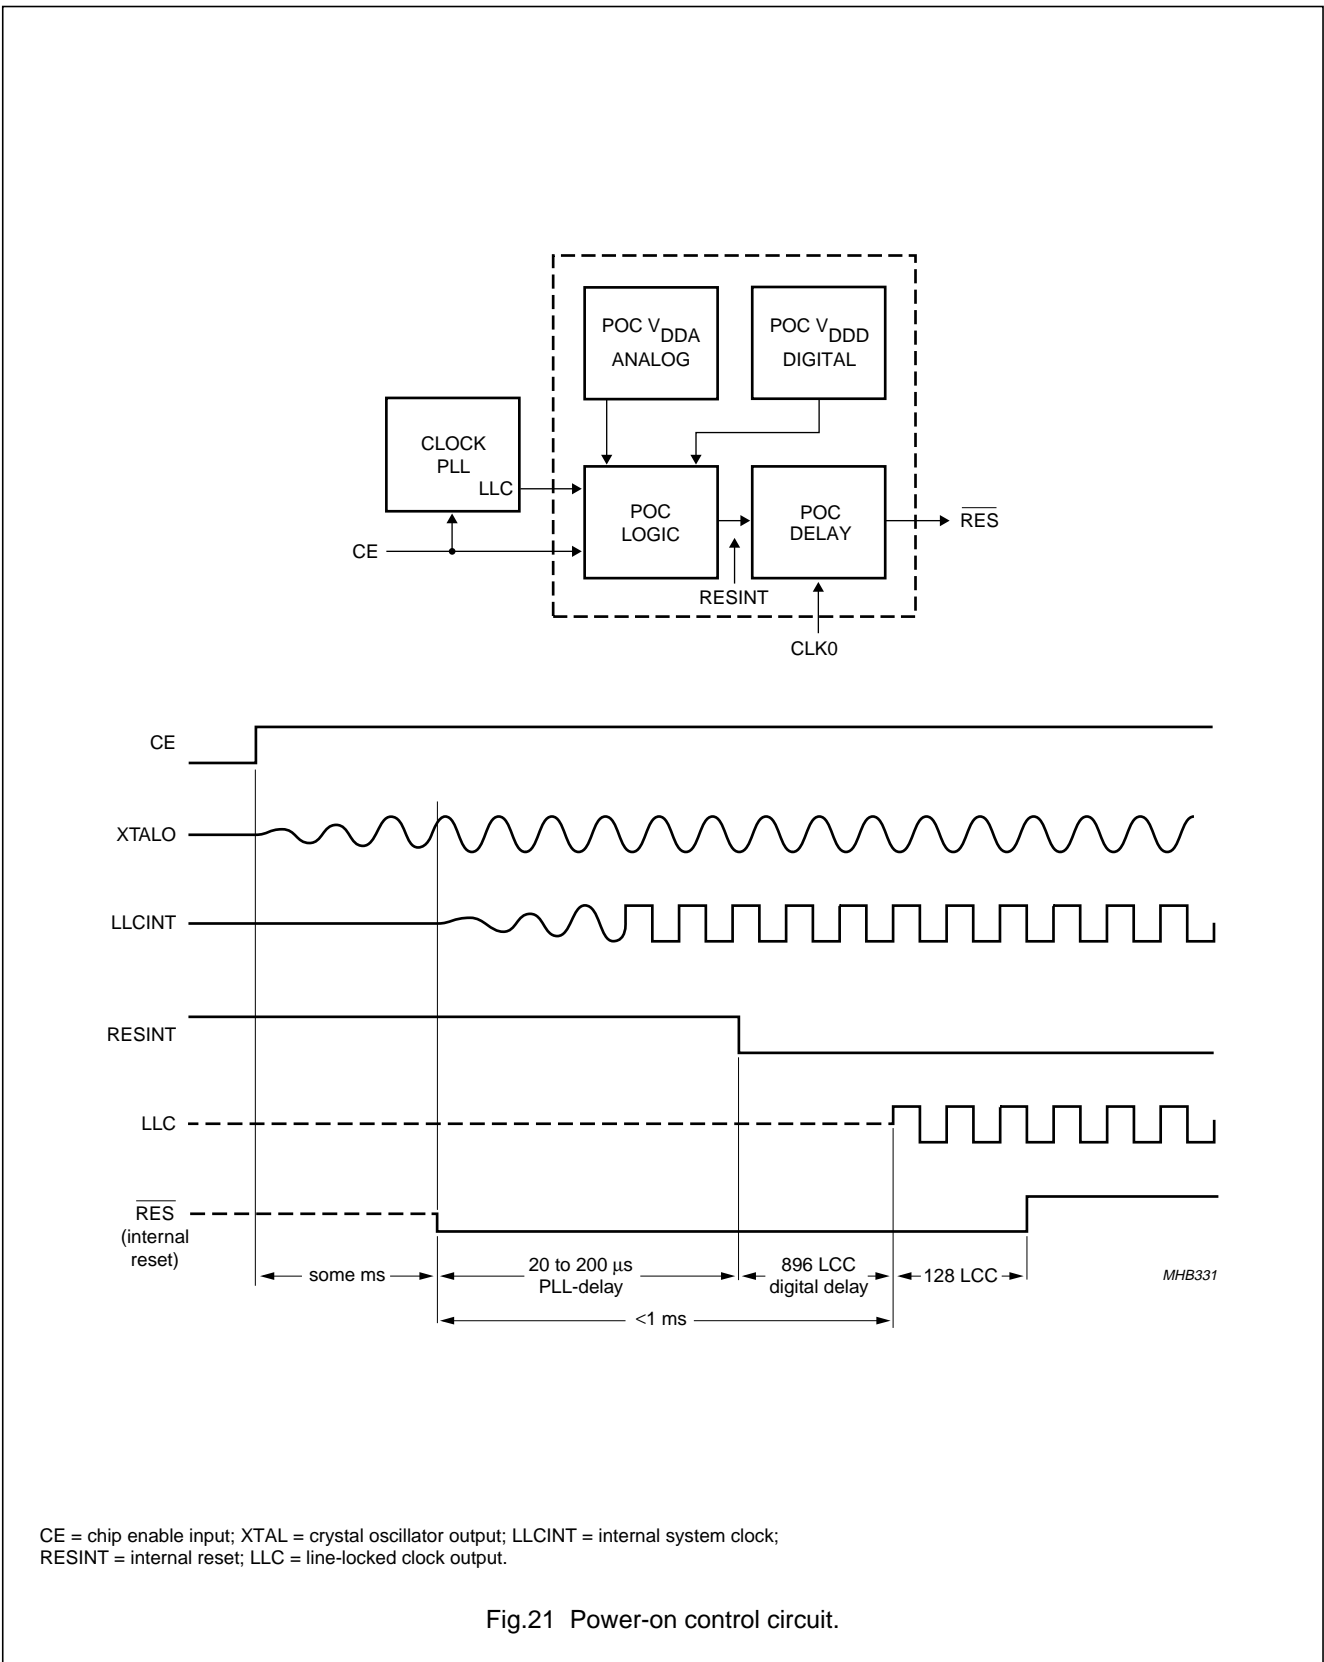 POC VDDA
ANALOG
POC VDDD
DIGITAL
CLOCK
PLL
LLC
POC
LOGIC
POC
DELAY
RES
CE
RESINT
CLK0
CE
XTALO
LLCINT
RESINT
LLC
RES
(internal
reset)
some ms
20 to 200 µs
PLL-delay
896 LCC
digital delay
128 LCC
MHB331
<1 ms
CE = chip enable input; XTAL = crystal oscillator output; LLCINT = internal system clock;
RESINT = internal reset; LLC = line-locked clock output.
Fig.21 Power-on control circuit.